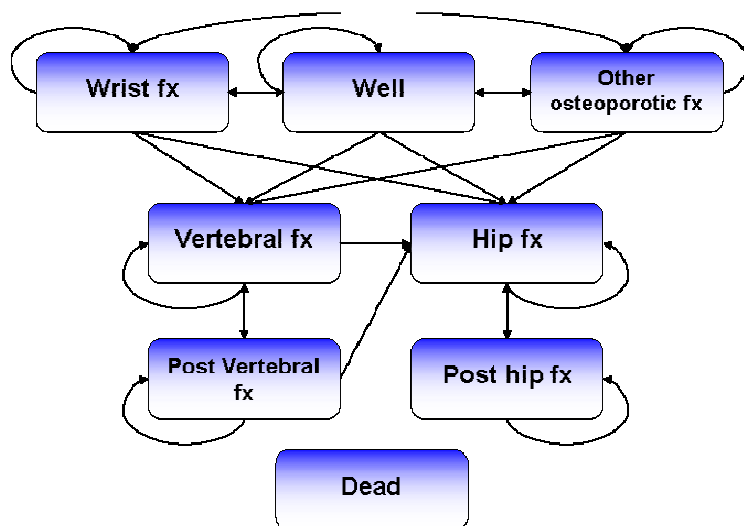 Wrist fx
Well
Other
osteoporotic fx
Vertebral fx
Hip fx
Post Vertebral
fx
Post hip fx
Dead